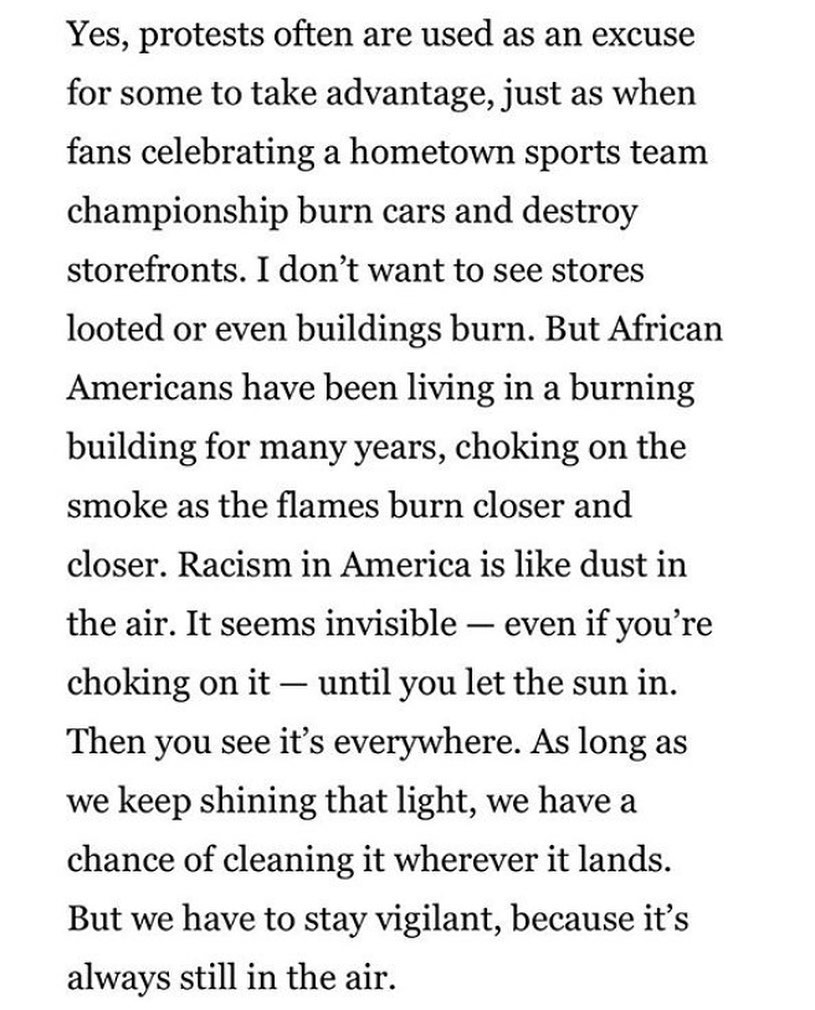 Yes, protests often are used as an excuse
for some to take advantage, just as when
fans celebrating a hometown sports team
championship burn cars and destroy
storefronts. I don’t want to see stores
looted or even buildings burn. But African
Americans have been living in a burning
building for many years, choking on the
smoke as the flames burn closer and
closer. Racism in America is like dust in
the air. It seems invisible — even if you’re
choking on it — until you let the sun in.
Then you see it’s everywhere. As long as
we keep shining that light, we have a
chance of cleaning it wherever it lands.
But we have to stay vigilant, because it’s
always still in the air.